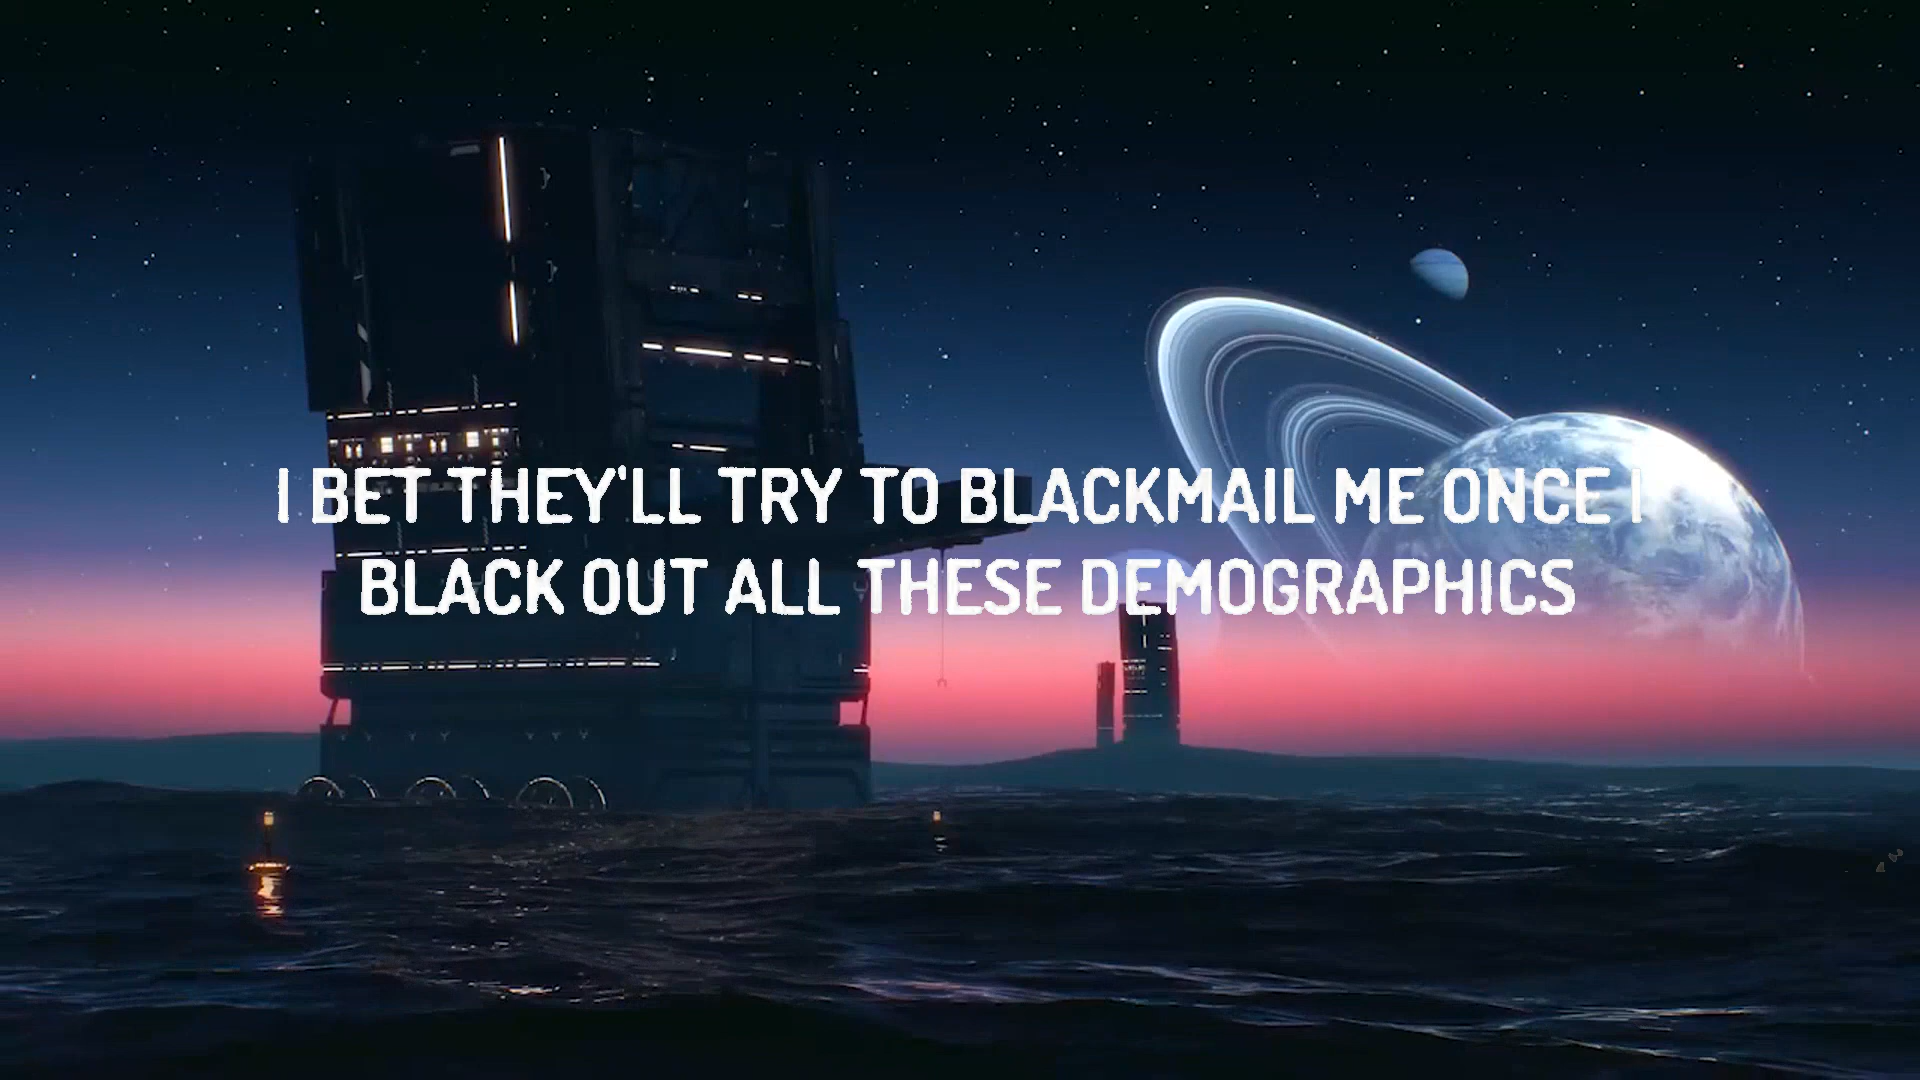 I BET THEY'LL TRY TO BLACKMAIL ME ONCE I
BLACK OUT ALL THESE DEMOGRAPHICS